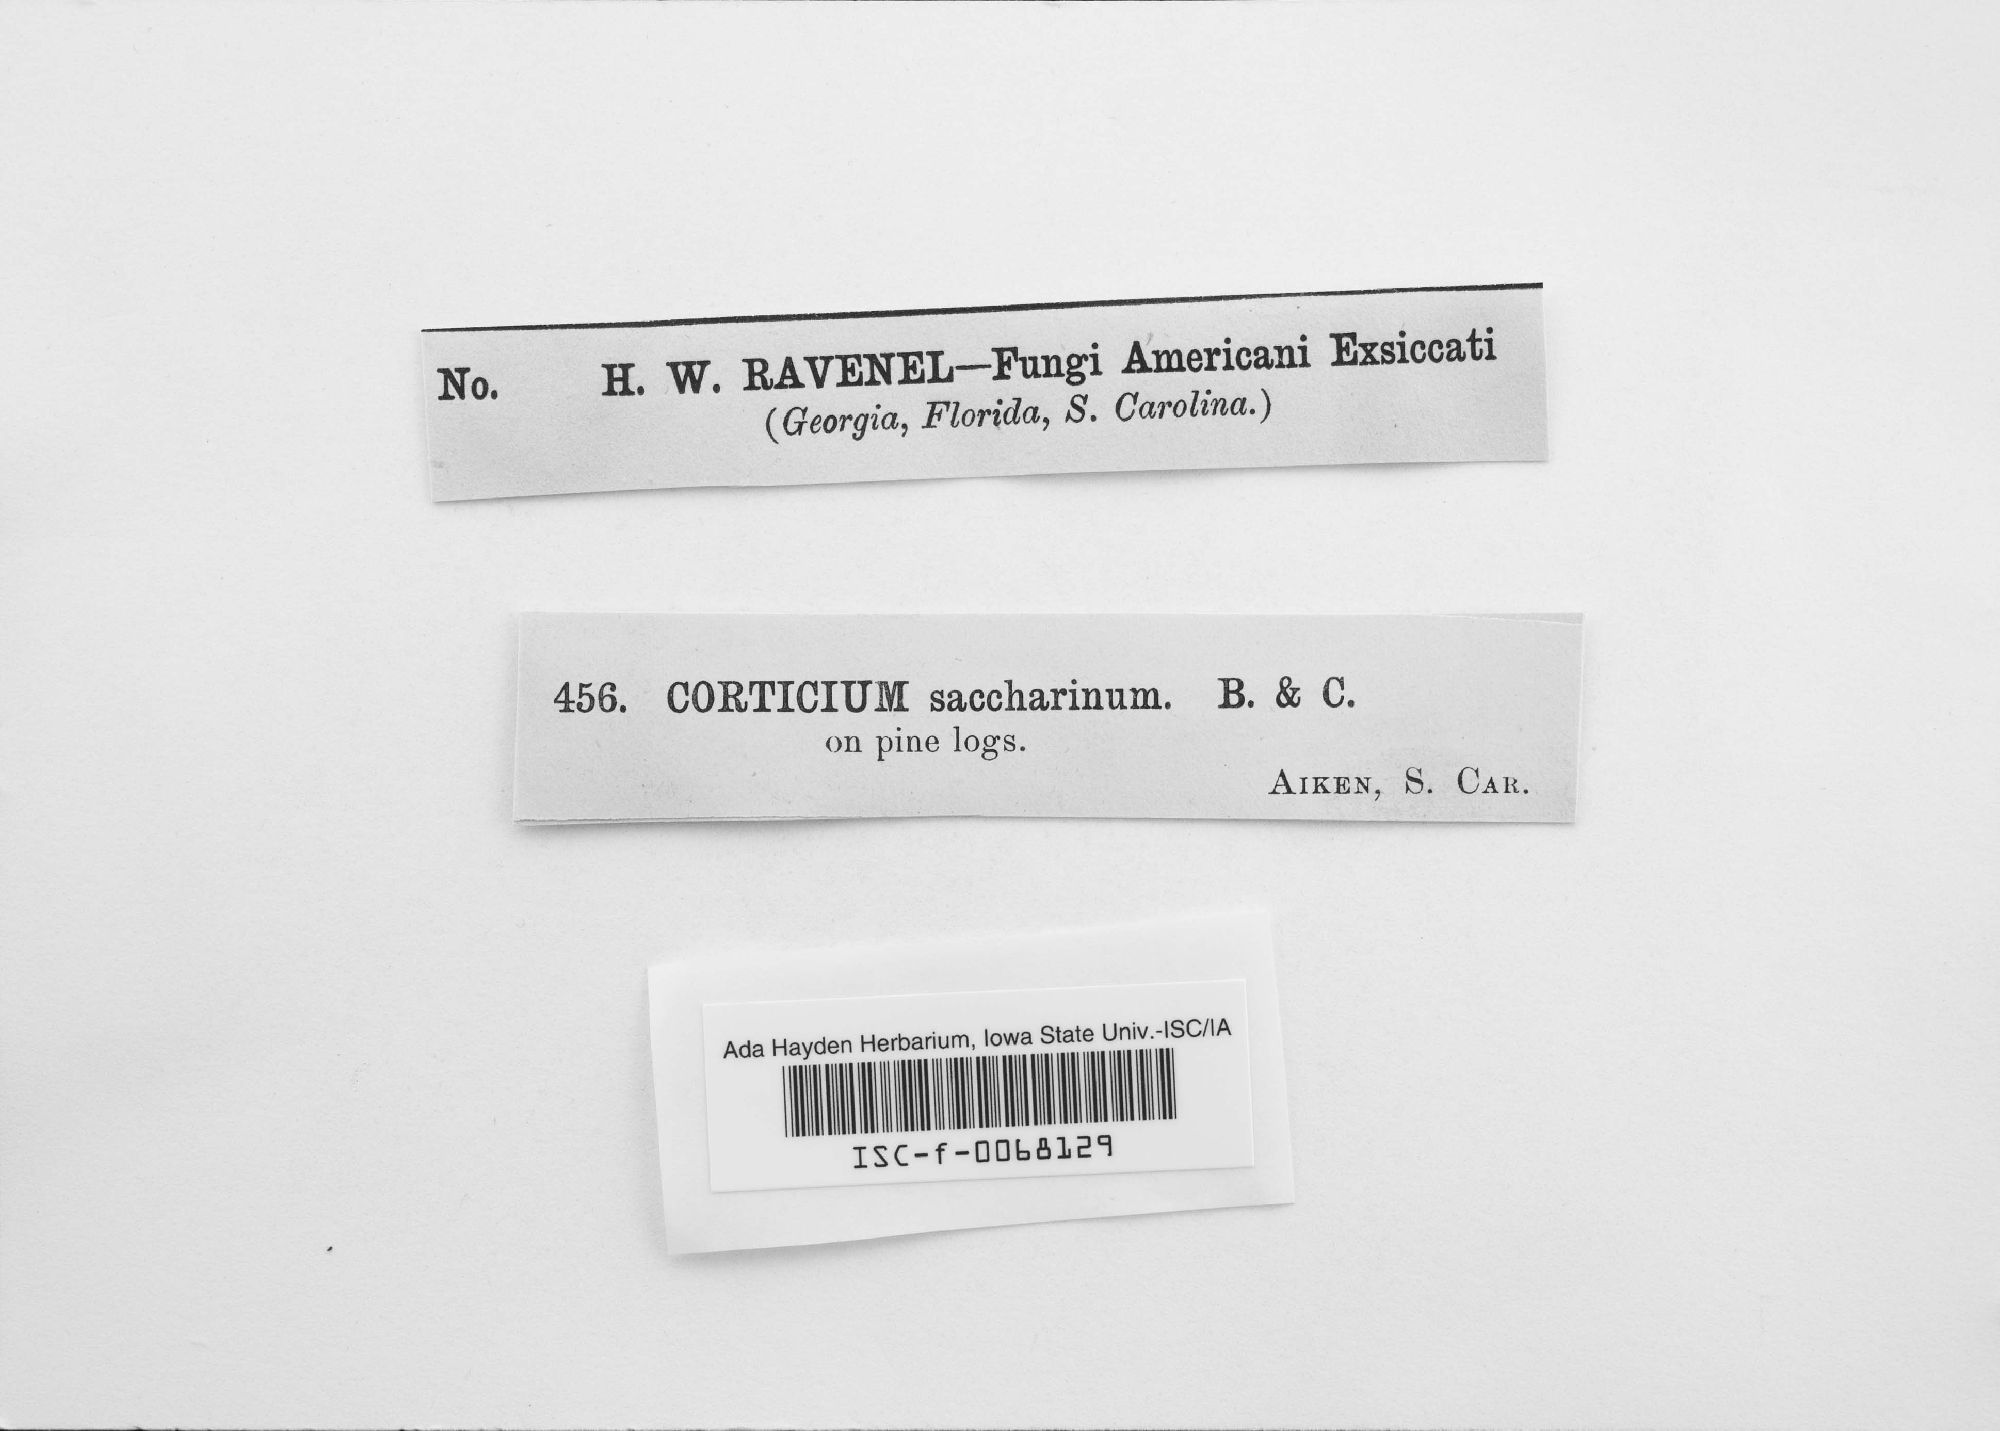 No. H. W. RAVENEL—Fungi Americani Exsiccati
(Georgia, Florida, S. Carolina.)
456. CORTICIUM saccharinum. B. & C.
on pine logs.
AIKEN, S. CAR.
Ada Hayden Herbarium, Iowa State Univ.-ISC/IA
ISC-f-0068129